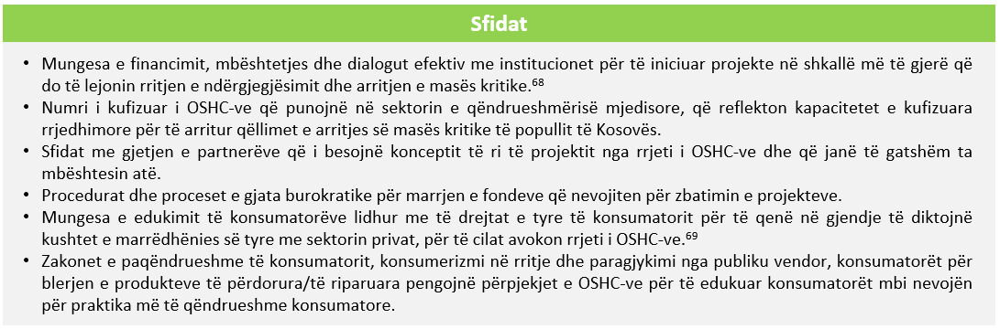 Sfidat
• Mungesa e financimit, mbështetjes dhe dialogut efektiv me institucionet për të iniciuar projekte në shkallë më të gjerë që
do të lejonin rritjen e ndërgjegjësimit dhe arritjen e masës kritike.⁶⁸
• Numri i kufizuar i OSHC-ve që punojnë në sektorin e qëndrueshmërisë mjedisore, që reflekton kapacitetet e kufizuara
rrjedhimore për të arritur qëllimet e arritjes së masës kritike të popullit të Kosovës.
• Sfidat me gjetjen e partnerëve që i besojnë konceptit të ri të projektit nga rrjeti i OSHC-ve dhe që janë të gatshëm ta
mbështesin atë.
• Procedurat dhe proceset e gjata burokratike për marrjen e fondeve që nevojiten për zbatimin e projekteve.
• Mungesa e edukimit të konsumatorëve lidhur me të drejtat e tyre të konsumatorit për të qenë në gjendje të diktojnë
kushtet e marrëdhënies së tyre me sektorin privat, për të cilat avokon rrjeti i OSHC-ve.⁶⁹
• Zakonet e paqëndrueshme të konsumatorit, konsumerizmi në rritje dhe paragjykimi nga publiku vendor, konsumatorët për
blerjen e produkteve të përdorura/të riparuara pengojnë përpjekjet e OSHC-ve për të edukuar konsumatorët mbi nevojën
për praktika më të qëndrueshme konsumatore.